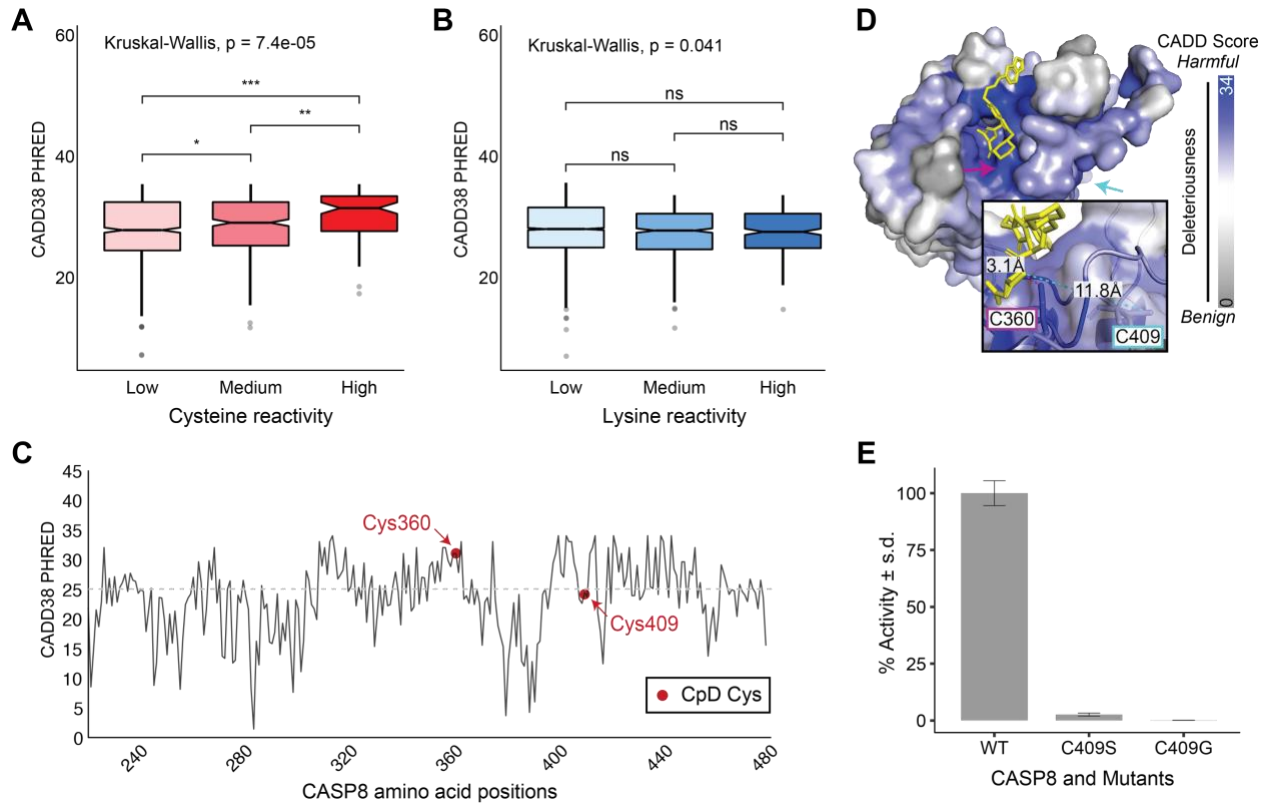 A
60
40
20
CADD38 PHRED
Kruskal-Wallis, p = 7.4e-05
***
**
*
Low Medium High
Cysteine reactivity
B
60
40
20
CADD38 PHRED
Kruskal-Wallis, p = 0.041
ns
ns
ns
Low Medium High
Lysine reactivity
D
CADD Score
Harmful
34
Deleteriousness
0
Benign
3.1A
11.8A
C360
C409
C
45
40
35
30
25
20
15
10
5
0
CADD38 PHRED
Cys360
Cys409
CpD Cys
240 280 320 360 400 440 480
CASP8 amino acid positions
E
100
75
50
25
0
% Activity ± s.d.
WT C409S C409G
CASP8 and Mutants